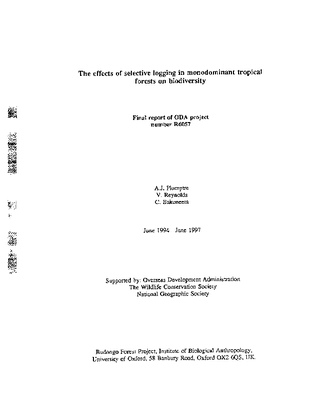 The effects of selective logging in monodominant tropical
forests on biodiversity
Final report of ODA project
number R6057
A.J. Plumptre
V. Reynolds
C. Bakuneeta
June 1994 June 1997
Supported by: Overseas Development Administration
The Wildlife Conservation Society
National Geographic Society
Budongo Forest Project, Institute of Biological Anthropology,
University of Oxford, 58 Banbury Road, Oxford OX2 6QS, UK.